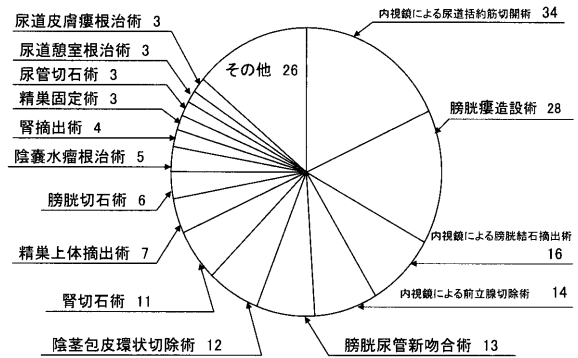 内視鏡による尿道括約筋切開術 34
膀胱瘻造設術 28
内視鏡による膀胱結石摘出術
16
内視鏡による前立腺切除術 14
膀胱尿管新吻合術 13
陰茎包皮環状切除術 12
腎切石術 11
精巣上体摘出術 7
膀胱切石術 6
陰嚢水瘤根治術 5
腎摘出術 4
精巣固定術 3
尿管切石術 3
尿道憩室根治術 3
尿道皮膚瘻根治術 3
その他 26